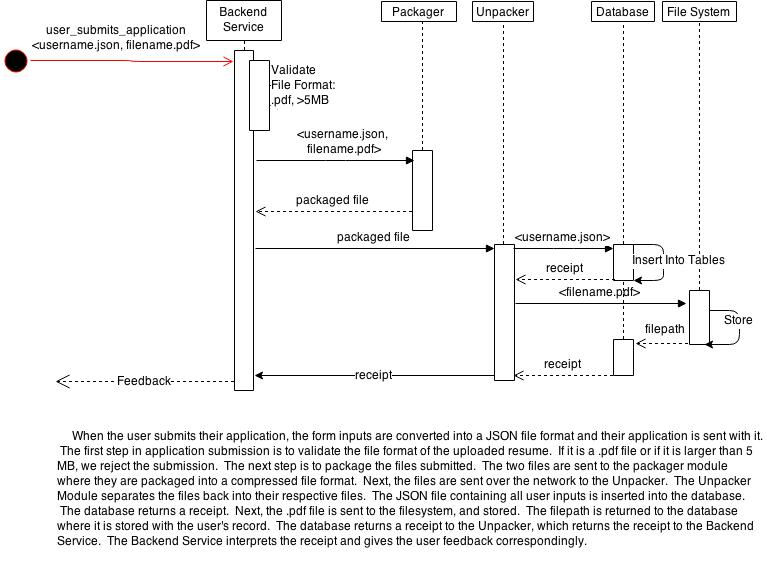 Backend
Service
Packager
Unpacker
Database
File System
user_submits_application
<username.json, filename.pdf>
Validate
File Format:
.pdf, >5MB
<username.json,
filename.pdf>
packaged file
packaged file
<username.json>
Insert Into Tables
receipt
<filename.pdf>
Store
filepath
receipt
receipt
Feedback
When the user submits their application, the form inputs are converted into a JSON file format and their application is sent with it.
The first step in application submission is to validate the file format of the uploaded resume. If it is a .pdf file or if it is larger than 5
MB, we reject the submission. The next step is to package the files submitted. The two files are sent to the packager module
where they are packaged into a compressed file format. Next, the files are sent over the network to the Unpacker. The Unpacker
Module separates the files back into their respective files. The JSON file containing all user inputs is inserted into the database.
The database returns a receipt. Next, the .pdf file is sent to the filesystem, and stored. The filepath is returned to the database
where it is stored with the user's record. The database returns a receipt to the Unpacker, which returns the receipt to the Backend
Service. The Backend Service interprets the receipt and gives the user feedback correspondingly.